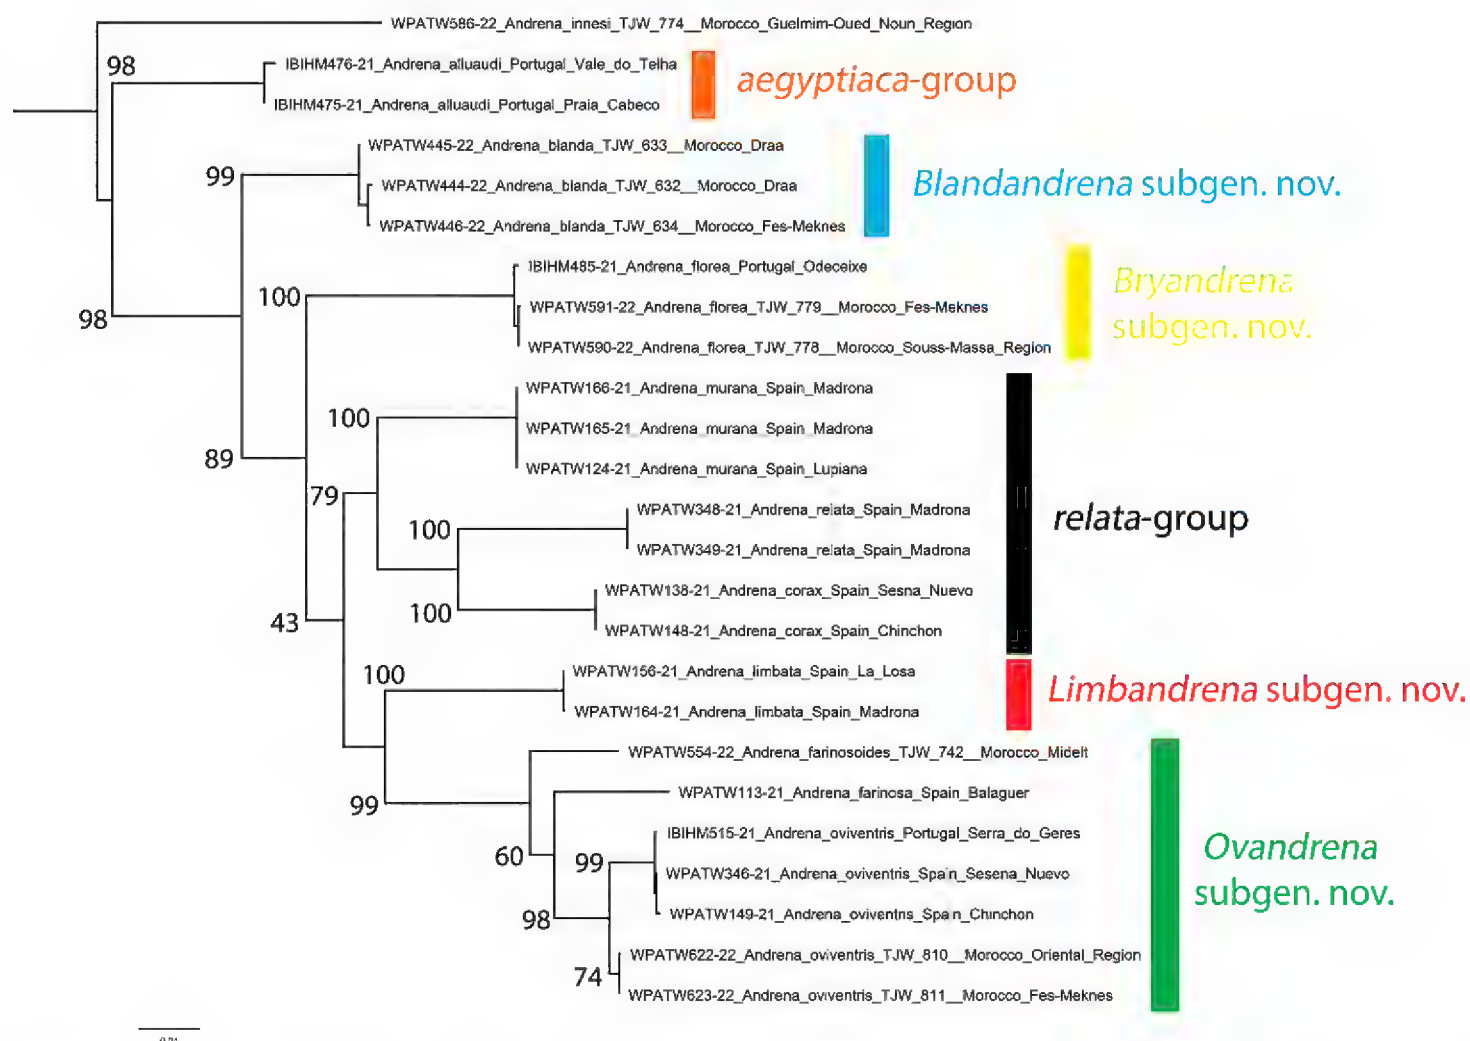 WPATW586-22_Andrena_innesi_TJW_774__Morocco_Guelmim-Oued_Noun_Region
98
IBIHM476-21_Andrena_alluaudi_Portugal_Vale_do_Telha
aegyptiaca-group
IBIHM475-21_Andrena_alluaudi_Portugal_Praia_Cabeco
WPATW445-22_Andrena_blanda_TJW_633__Morocco_Draa
99
WPATW444-22_Andrena_blanda_TJW_632__Morocco_Draa
Blandandrena subgen. nov.
WPATW446-22_Andrena_blanda_TJW_634__Morocco_Fes-Meknes
IBIHM485-21_Andrena_florea_Portugal_Odeceixe
Bryandrena
subgen. nov.
100
98
WPATW591-22_Andrena_florea_TJW_779__Morocco_Fes-Meknes
WPATW590-22_Andrena_florea_TJW_778__Morocco_Souss-Massa_Region
WPATW166-21_Andrena_murana_Spain_Madrona
100
WPATW165-21_Andrena_murana_Spain_Madrona
89
WPATW124-21_Andrena_murana_Spain_Lupiana
79
WPATW348-21_Andrena_relata_Spain_Madrona
relata-group
100
WPATW349-21_Andrena_relata_Spain_Madrona
WPATW138-21_Andrena_corax_Spain_Sesna_Nuevo
100
43
WPATW148-21_Andrena_corax_Spain_Chinchon
100
WPATW156-21_Andrena_limbata_Spain_La_Losa
Limbandrena subgen. nov.
WPATW164-21_Andrena_limbata_Spain_Madrona
WPATW554-22_Andrena_farinosoides_TJW_742__Morocco_Midelt
99
WPATW113-21_Andrena_farinosa_Spain_Balaguer
IBIHM515-21_Andrena_oviventris_Portugal_Serra_do_Geres
Ovandrena
subgen. nov.
60
99
WPATW346-21_Andrena_oviventris_Spain_Sesena_Nuevo
98
WPATW149-21_Andrena_oviventris_Spain_Chinchon
WPATW622-22_Andrena_oviventris_TJW_810__Morocco_Oriental_Region
74
WPATW623-22_Andrena_oviventris_TJW_811__Morocco_Fes-Meknes